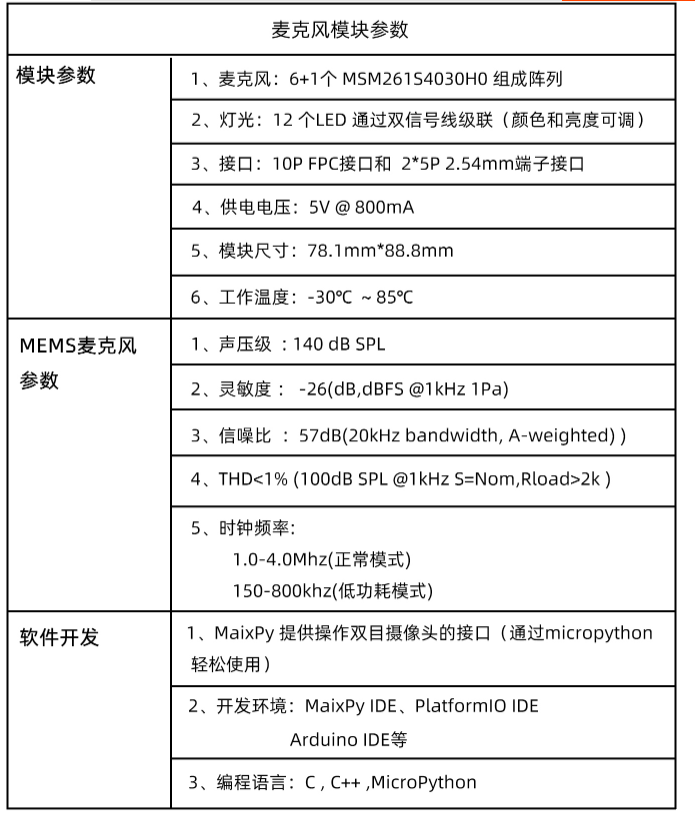 麦克风模块参数
模块参数
1、麦克风：6+1个 MSM261S4030H0 组成阵列
2、灯光：12 个LED 通过双信号线级联（颜色和亮度可调）
3、接口：10P FPC接口和 2*5P 2.54mm端子接口
4、供电电压：5V @ 800mA
5、模块尺寸：78.1mm*88.8mm
6、工作温度：-30℃ ~ 85℃
MEMS麦克风
参数
1、声压级 : 140 dB SPL
2、灵敏度： -26(dB,dBFS @1kHz 1Pa)
3、信噪比 ：57dB(20kHz bandwidth, A-weighted) )
4、THD<1% (100dB SPL @1kHz S=Nom,Rload>2k )
5、时钟频率:
1.0-4.0Mhz(正常模式)
150-800khz(低功耗模式)
软件开发
1、MaixPy 提供操作双目摄像头的接口（通过micropython
轻松使用）
2、开发环境：MaixPy IDE、PlatformIO IDE
Arduino IDE等
3、编程语言：C , C++ ,MicroPython